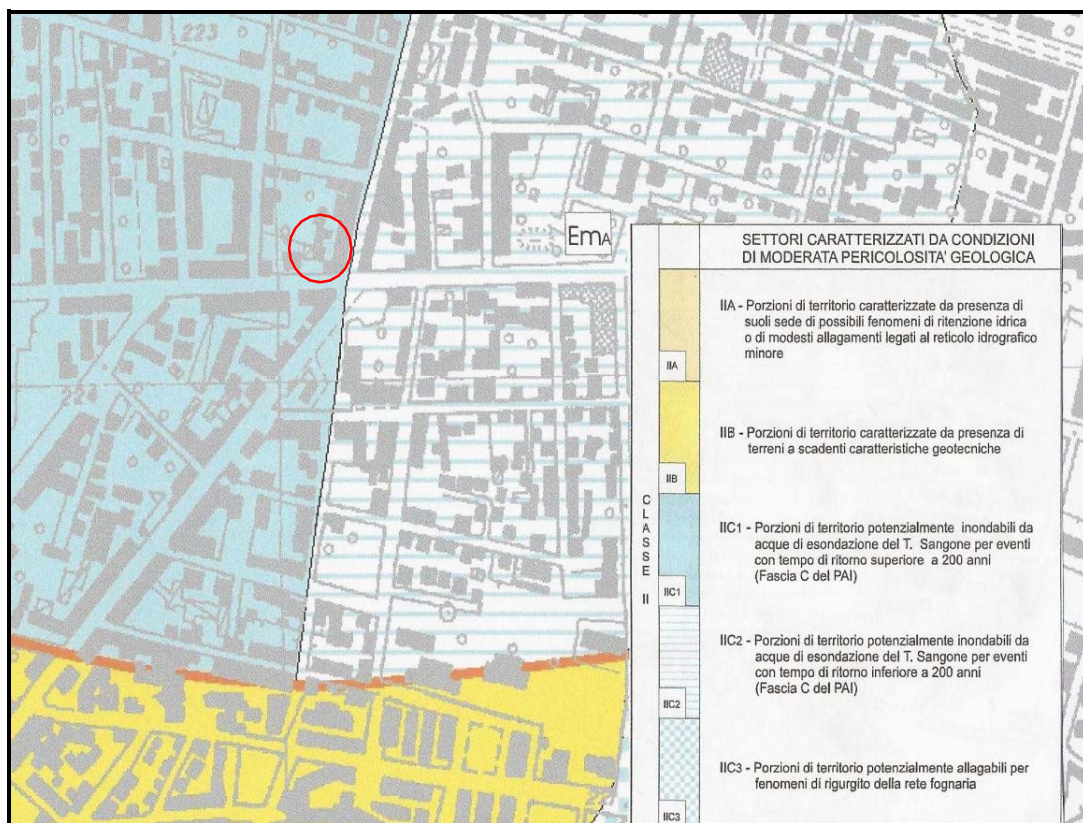 223
22
EmA
224
SETTORI CARATTERIZZATI DA CONDIZIONI
DI MODERATA PERICOLOSITA' GEOLOGICA
CLASSE II
IIA - Porzioni di territorio caratterizzate da presenza di
suoli sede di possibili fenomeni di ritenzione idrica
o di modesti allagamenti legati al reticolo idrografico
minore
IIA
IIB - Porzioni di territorio caratterizzate da presenza di
terreni a scadenti caratteristiche geotecniche
IIB
IIC1 - Porzioni di territorio potenzialmente inondabili da
acque di esondazione del T. Sangone per eventi
con tempo di ritorno superiore a 200 anni
(Fascia C del PAI)
IIC1
IIC2 - Porzioni di territorio potenzialmente inondabili da
acque di esondazione del T. Sangone per eventi
con tempo di ritorno inferiore a 200 anni
(Fascia C del PAI)
IIC2
IIC3 - Porzioni di territorio potenzialmente allagabili per
fenomeni di rigurgito della rete fognaria
IIC3